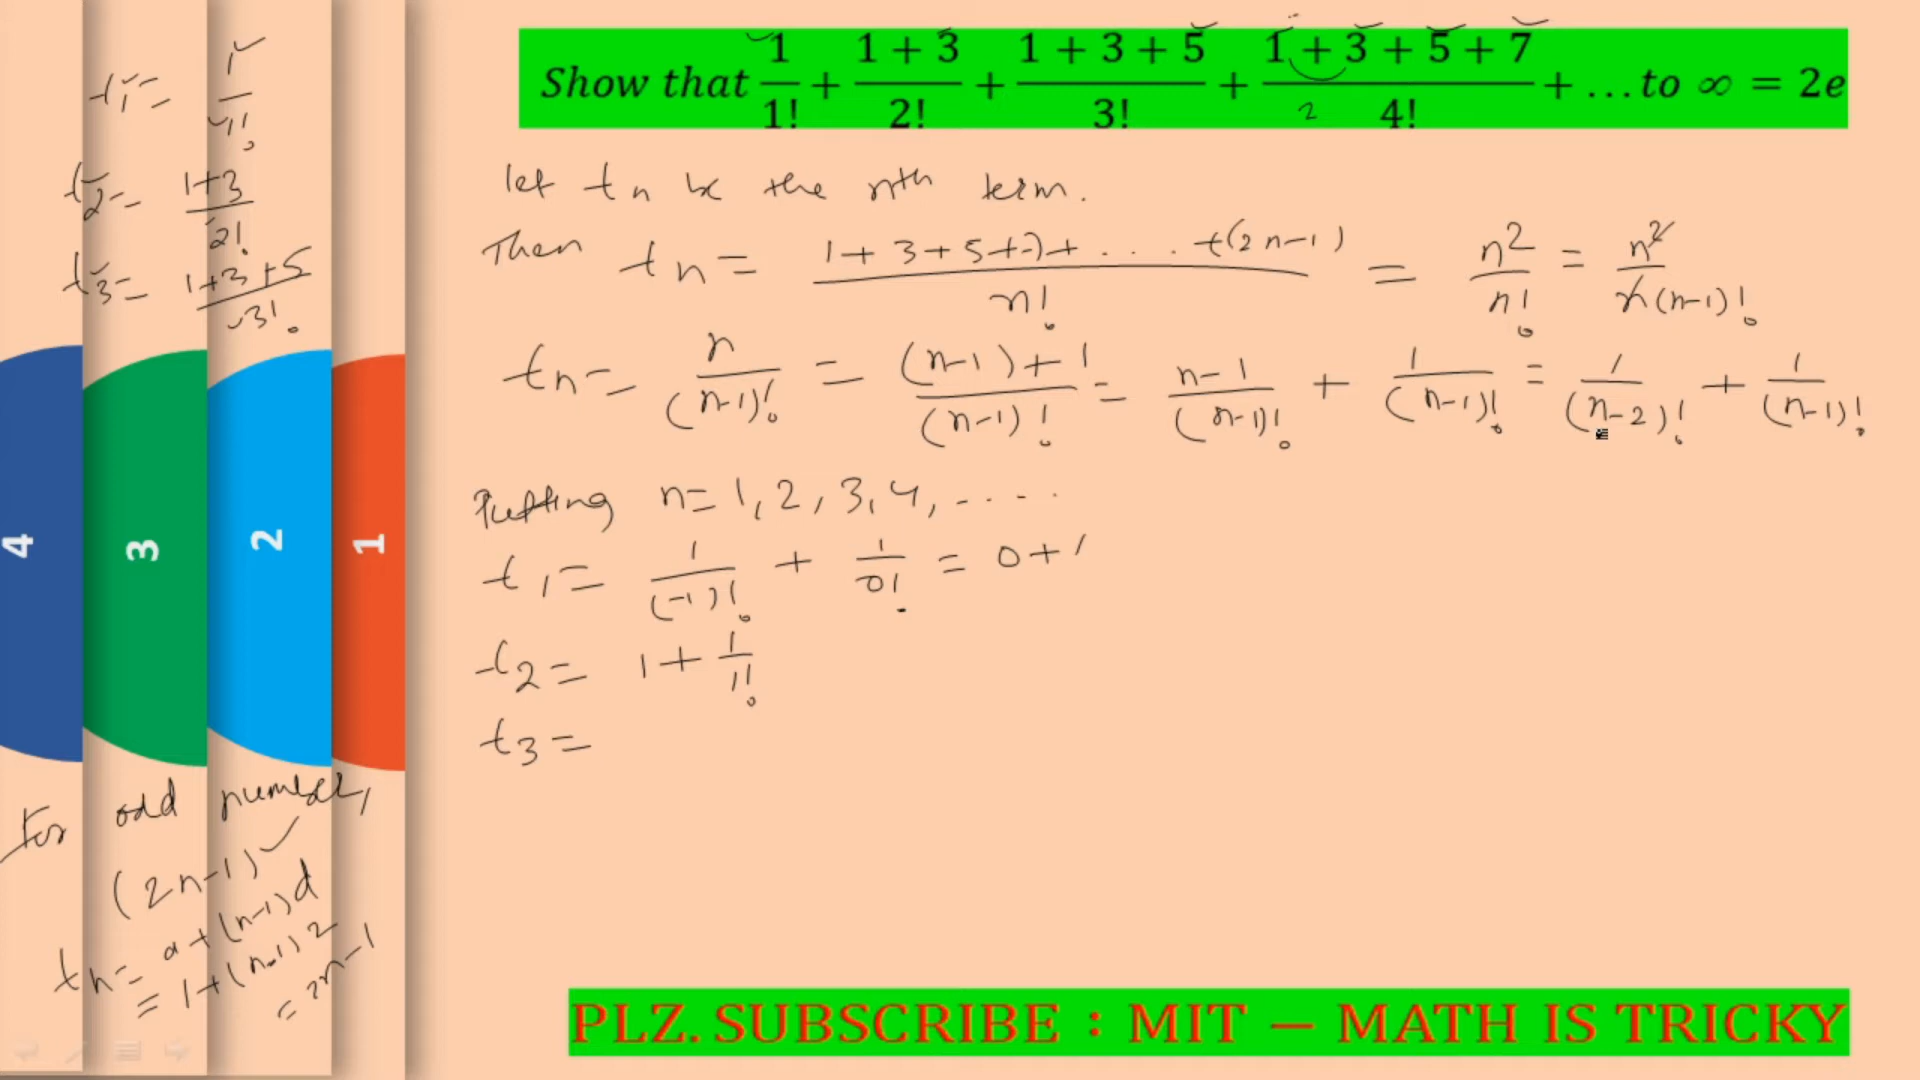 Show that 1/1! + 1 + 3/2! + 1 + 3 + 5/3! + 1 + 3 + 5 + 7/4! + ... to ∞ = 2e
2
let tn be the nth term.
Then tn = 1 + 3 + 5 + 7 + .... + (2n-1)/n! = n²/n! = n²/n(n-1)!
tn = n/(n-1)! = (n-1) + 1/(n-1)! = n-1/(n-1)! + 1/(n-1)! = 1/(n-2)! + 1/(n-1)!
Putting n = 1, 2, 3, 4, .....
t1 = 1/(-1)! + 1/0! = 0 + 1
t2 = 1 + 1/1!
t3 =
t1 = 1/1!
t2 = 1+3/2!
t3 = 1+3+5/3!
4
3
2
1
For odd number,
(2n-1)
tn = a + (n-1)d
= 1 + (n-1)2
= 2n-1
PLZ. SUBSCRIBE : MIT – MATH IS TRICKY